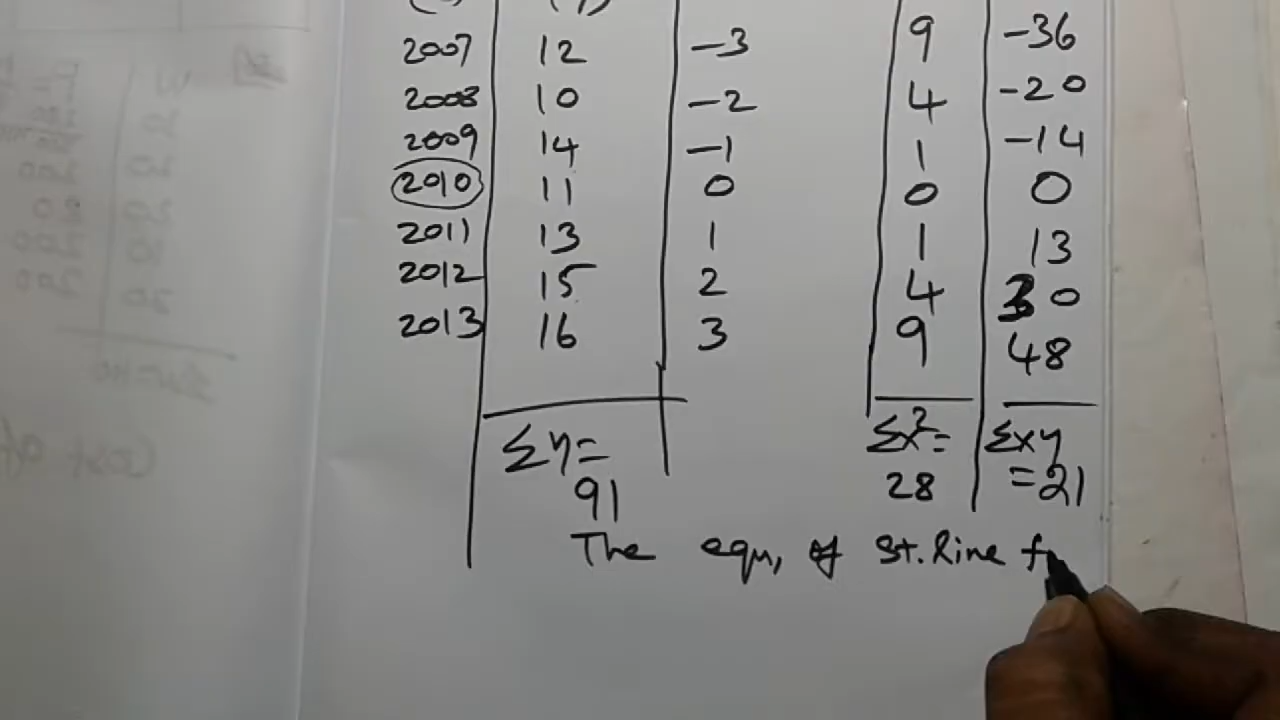 2007 12 -3 9 -36
2008 10 -2 4 -20
2009 14 -1 1 -14
2010 11 0 0 0
2011 13 1 1 13
2012 15 2 4 30
2013 16 3 9 48
Σy= Σx²= Σxy
91 28 =21
The equ, of St. line f